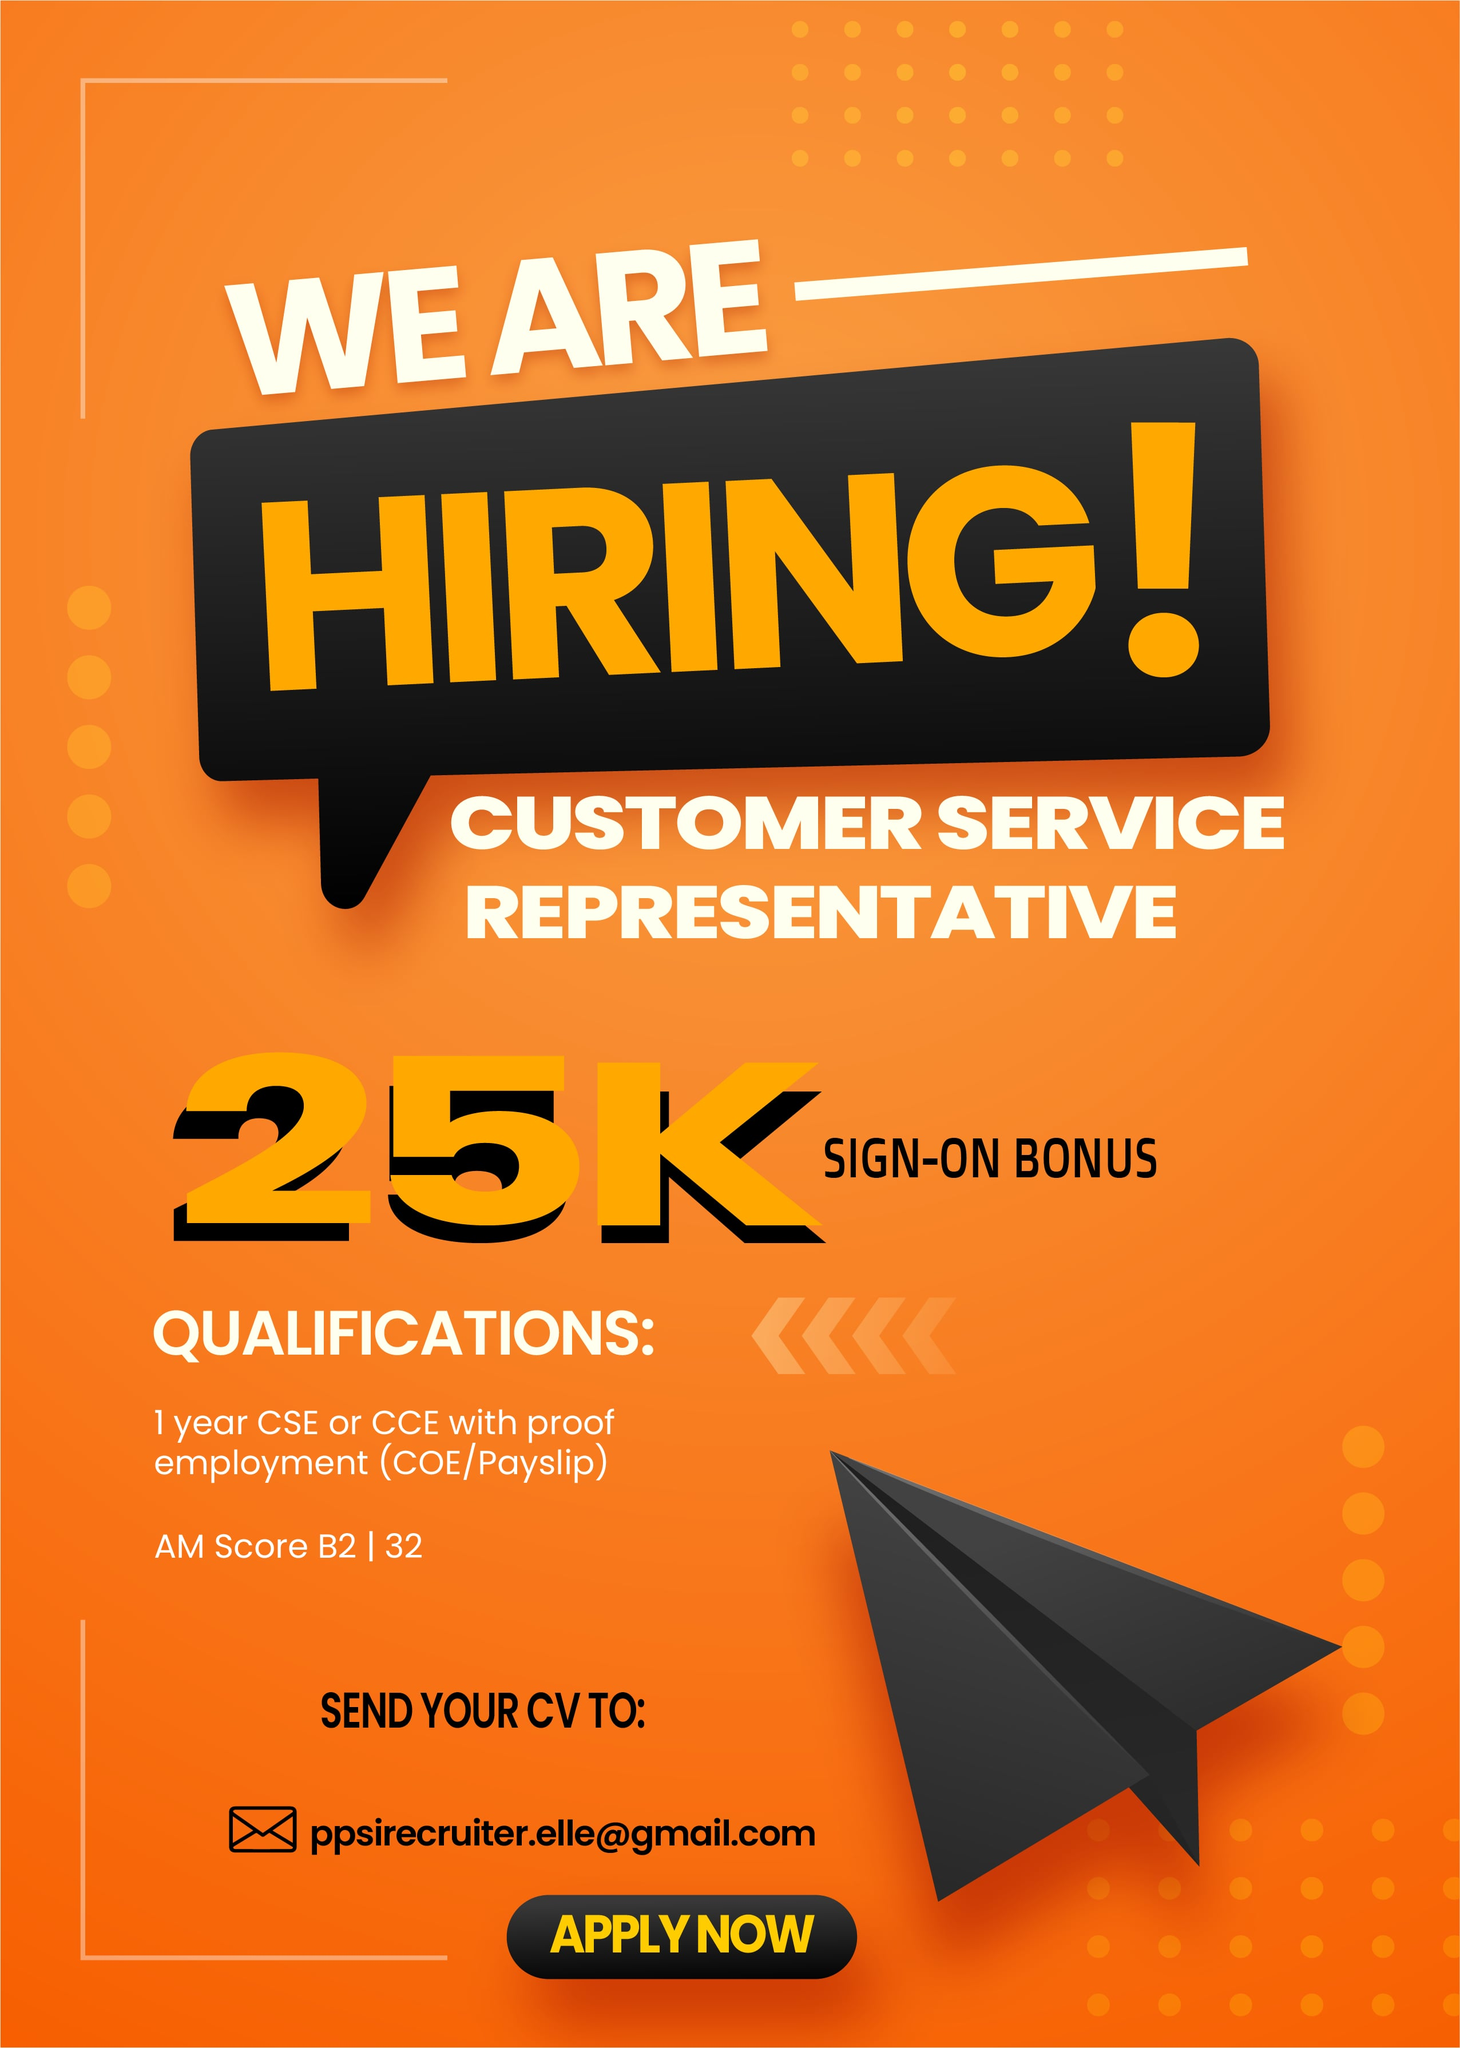 WE ARE
HIRING!
CUSTOMER SERVICE
REPRESENTATIVE
25K
SIGN-ON BONUS
QUALIFICATIONS:
1 year CSE or CCE with proof
employment (COE/Payslip)
AM Score B2 | 32
SEND YOUR CV TO:
ppsirecruiter.elle@gmail.com
APPLY NOW